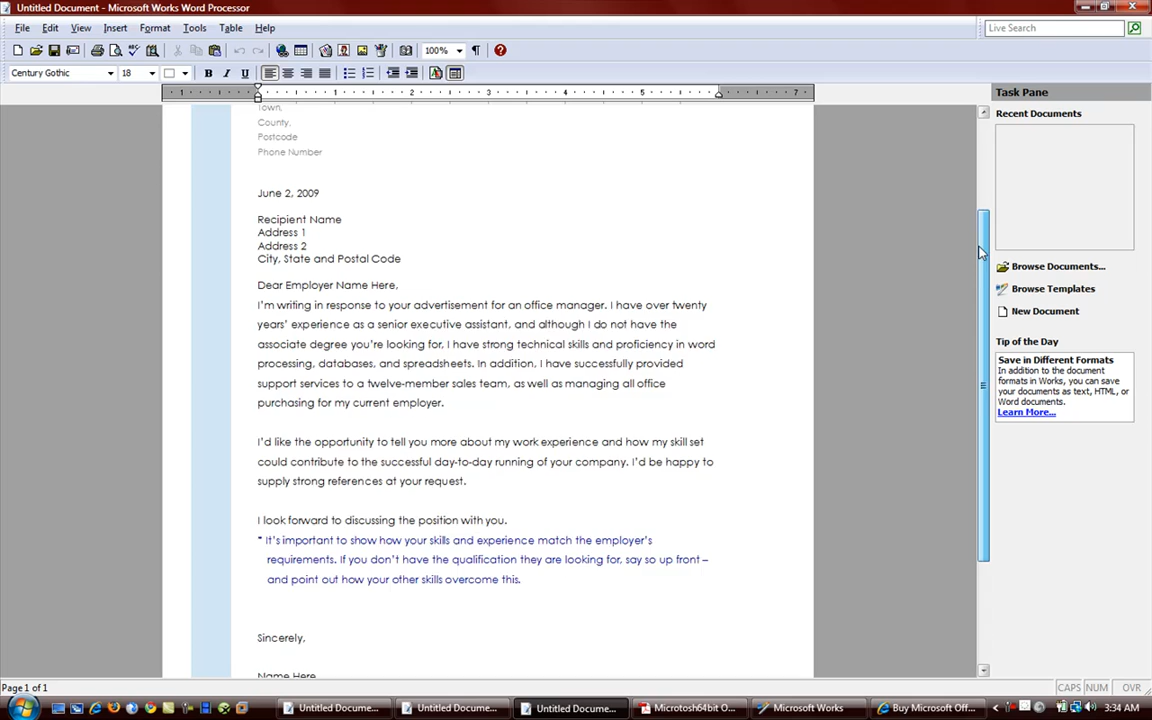 Untitled Document - Microsoft Works Word Processor
File Edit View Insert Format Tools Table Help
Live Search
100%
Century Gothic 18
B I U
1 1 2 3 4 5 7
Task Pane
Recent Documents
Town,
County,
Postcode
Phone Number
June 2, 2009
Recipient Name
Address 1
Address 2
City, State and Postal Code
Dear Employer Name Here,
I'm writing in response to your advertisement for an office manager. I have over twenty
years' experience as a senior executive assistant, and although I do not have the
associate degree you're looking for, I have strong technical skills and proficiency in word
processing, databases, and spreadsheets. In addition, I have successfully provided
support services to a twelve-member sales team, as well as managing all office
purchasing for my current employer.
I'd like the opportunity to tell you more about my work experience and how my skill set
could contribute to the successful day-to-day running of your company. I'd be happy to
supply strong references at your request.
I look forward to discussing the position with you.
* It's important to show how your skills and experience match the employer's
requirements. If you don't have the qualification they are looking for, say so up front –
and point out how your other skills overcome this.
Sincerely,
Name Here
Browse Documents...
Browse Templates
New Document
Tip of the Day
Save in Different Formats
In addition to the document
formats in Works, you can save
your documents as text, HTML, or
Word documents.
Learn More...
Page 1 of 1
CAPS NUM OVR
Untitled Docume...
Untitled Docume...
Untitled Docume...
Microtosh64bit O...
Microsoft Works
Buy Microsoft Off...
3:34 AM